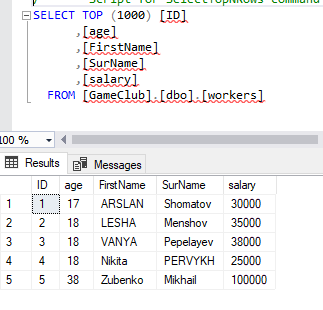 Script for SelectTopNRows command
SELECT TOP (1000) [ID]
,[age]
,[FirstName]
,[SurName]
,[salary]
FROM [GameClub].[dbo].[workers]
00 %
Results Messages
ID age FirstName SurName salary
1 1 17 ARSLAN Shomatov 30000
2 2 18 LESHA Menshov 35000
3 3 18 VANYA Pepelayev 38000
4 4 18 Nikita PERVYKH 25000
5 5 38 Zubenko Mikhail 100000